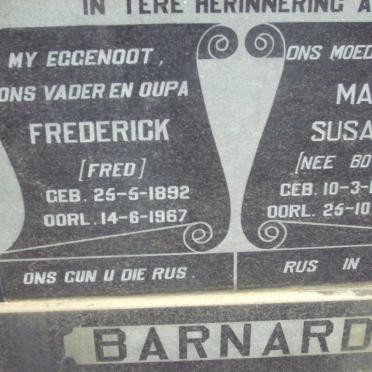 IN TERE HERINNERING A
MY EGGENOOT,
ONS VADER EN OUPA
FREDERICK
[FRED]
GEB. 25-5-1892
OORL. 14-6-1967
ONS GUN U DIE RUS.
ONS MOED
MA
SUSA
[NEE BO
GEB. 10-3-1
OORL. 25-10
RUS IN
BARNARD